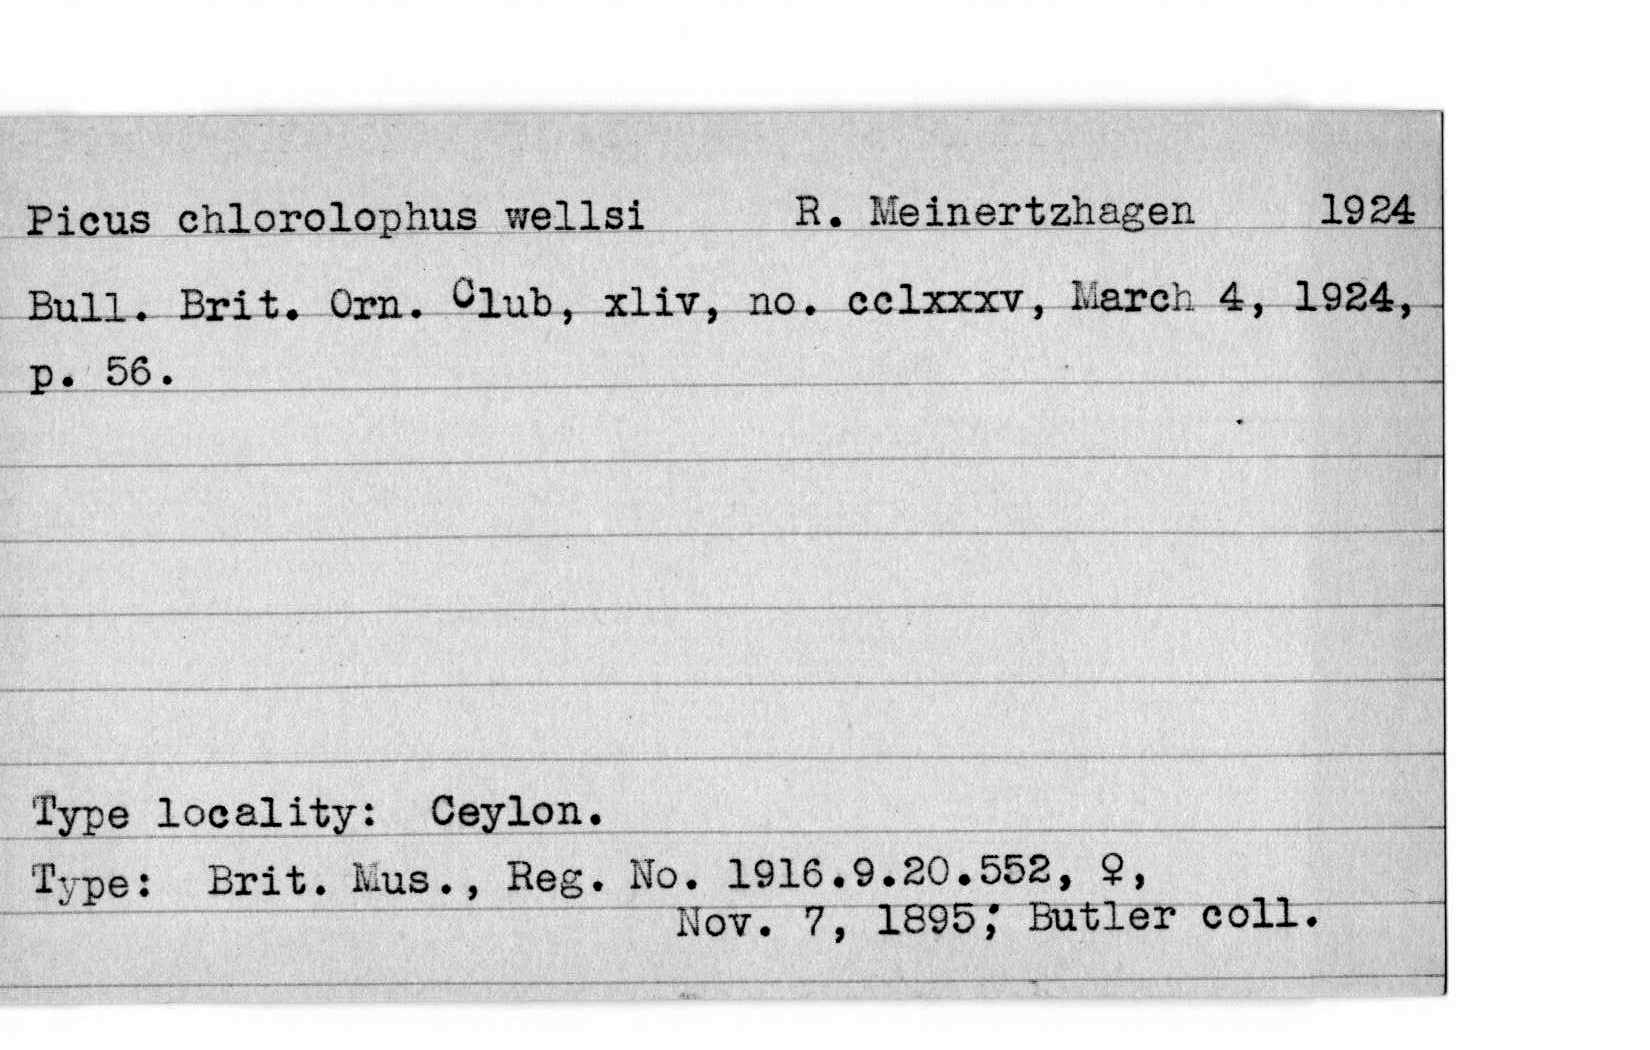 Picus chlorolophus wellsi R. Meinertzhagen 1924
Bull. Brit. Orn. Club, xliv, no. cclxxxv, March 4, 1924,
p. 56.
Type locality: Ceylon.
Type: Brit. Mus., Reg. No. 1916.9.20.552, ♀,
Nov. 7, 1895; Butler coll.